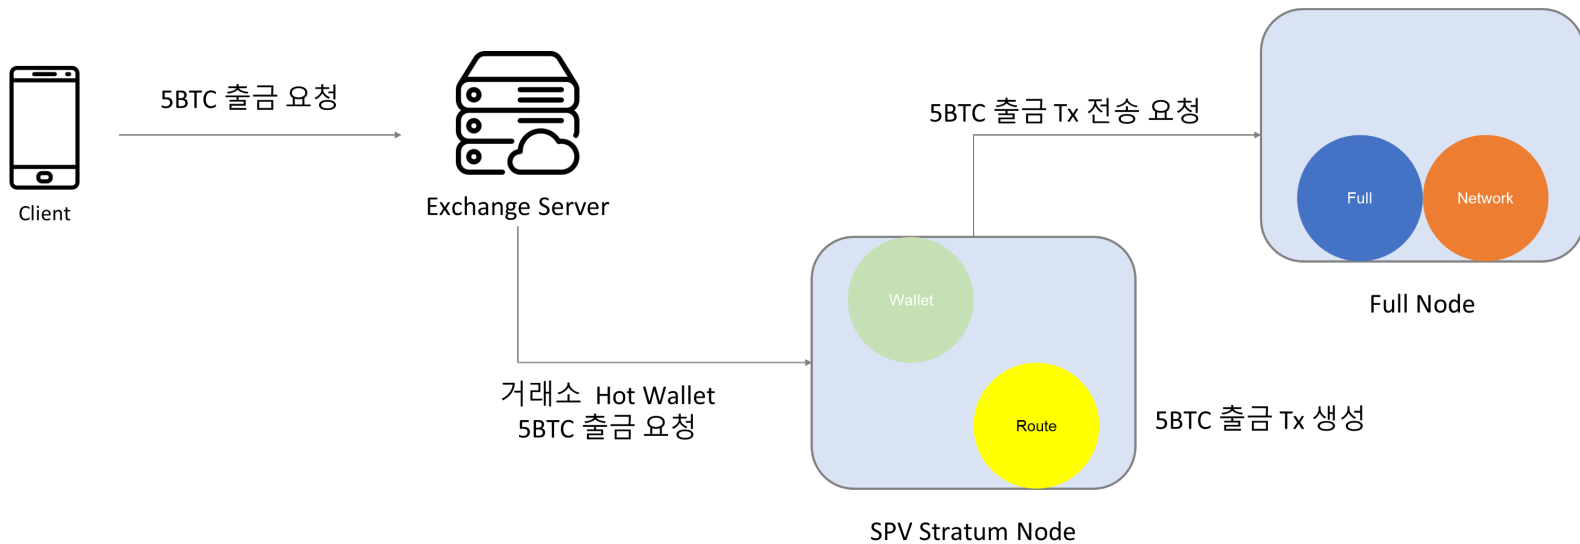 5BTC 출금 요청
Client
Exchange Server
5BTC 출금 Tx 전송 요청
Full
Network
Full Node
Wallet
거래소 Hot Wallet
5BTC 출금 요청
Route
5BTC 출금 Tx 생성
SPV Stratum Node